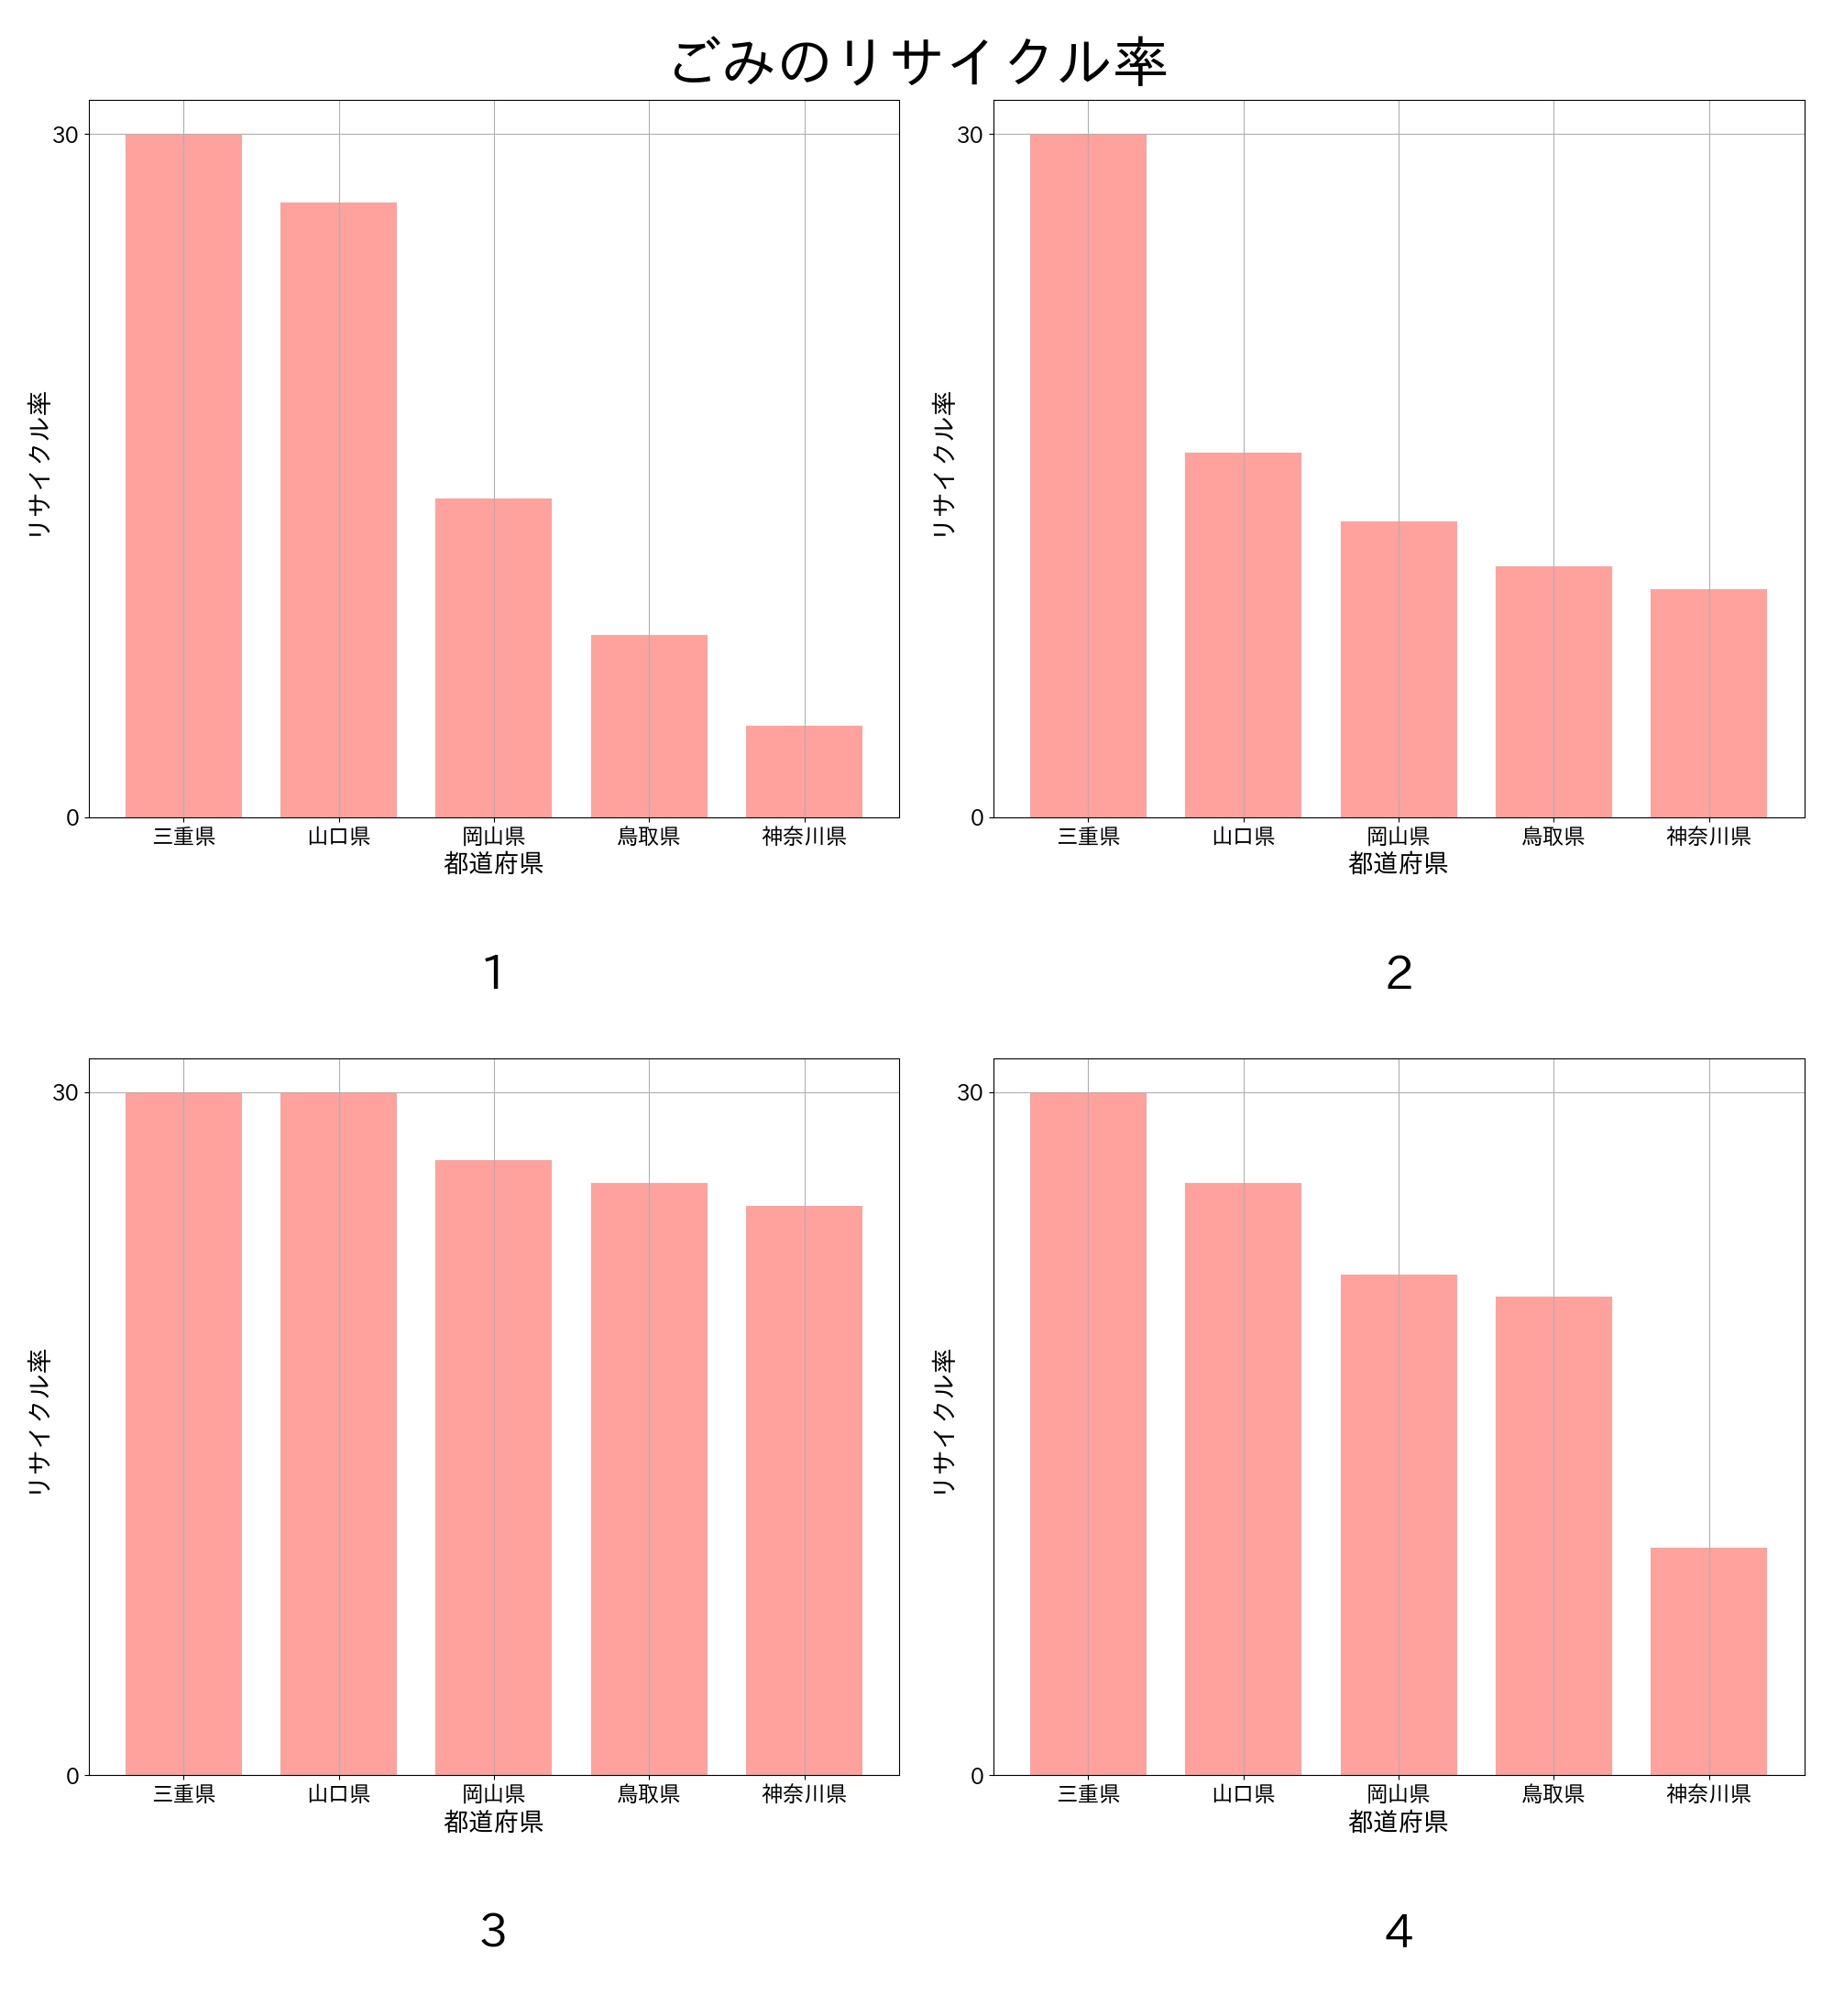 ごみのリサイクル率
30
0
リサイクル率
三重県 山口県 岡山県 鳥取県 神奈川県
都道府県
1
30
0
リサイクル率
三重県 山口県 岡山県 鳥取県 神奈川県
都道府県
2
30
0
リサイクル率
三重県 山口県 岡山県 鳥取県 神奈川県
都道府県
3
30
0
リサイクル率
三重県 山口県 岡山県 鳥取県 神奈川県
都道府県
4